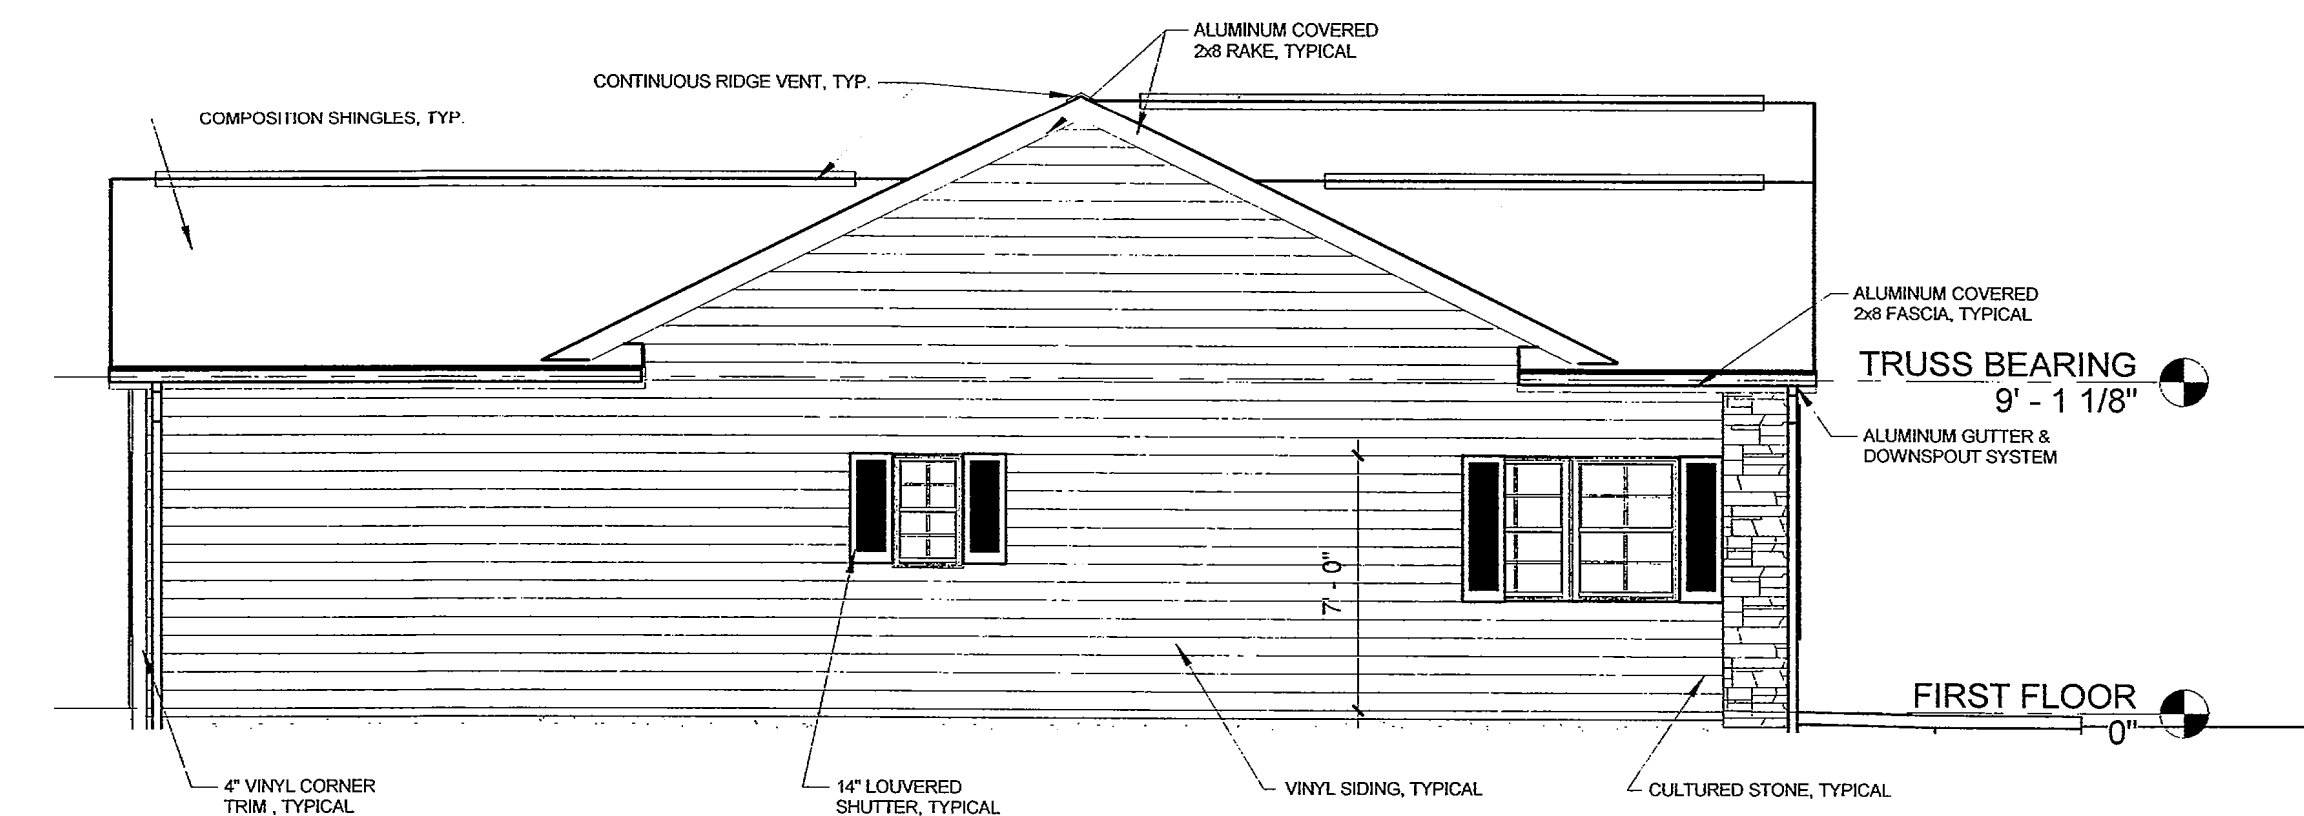 ALUMINUM COVERED
2x8 RAKE, TYPICAL
CONTINUOUS RIDGE VENT, TYP.
COMPOSITION SHINGLES, TYP.
ALUMINUM COVERED
2x8 FASCIA, TYPICAL
TRUSS BEARING
9' - 1 1/8"
ALUMINUM GUTTER &
DOWNSPOUT SYSTEM
7' - 0"
FIRST FLOOR
0"
4" VINYL CORNER
TRIM , TYPICAL
14" LOUVERED
SHUTTER, TYPICAL
VINYL SIDING, TYPICAL
CULTURED STONE, TYPICAL